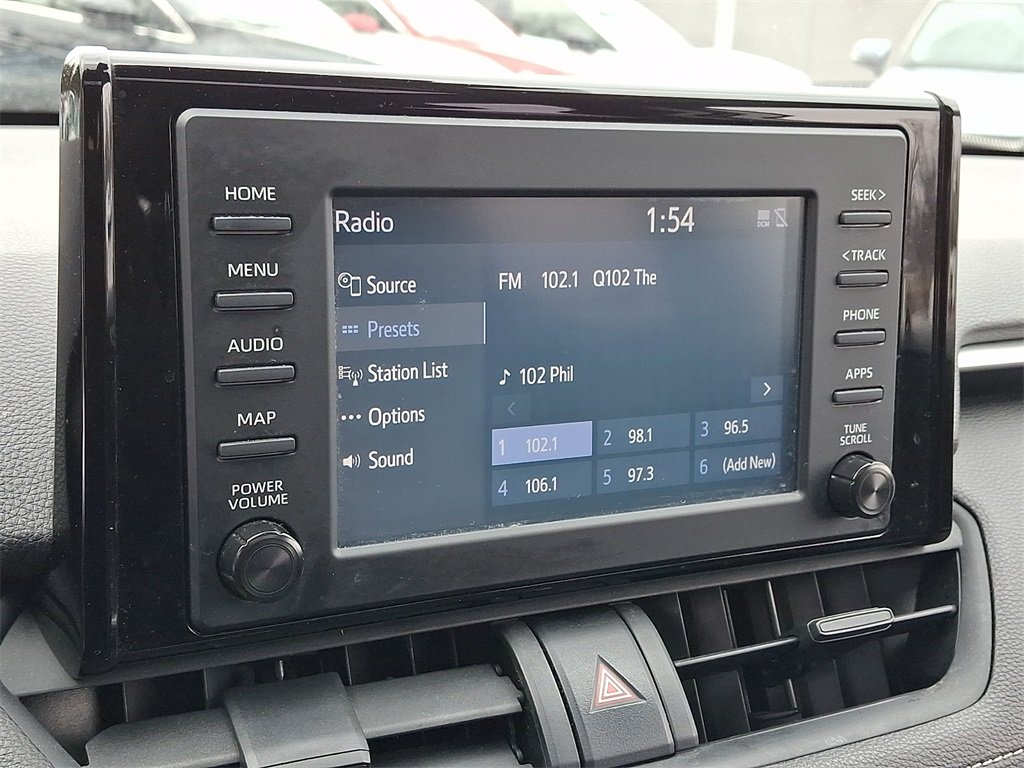 HOME
MENU
AUDIO
MAP
POWER
VOLUME
Radio
1:54
DCM
Source
Presets
Station List
Options
Sound
FM 102.1 Q102 The
♪ 102 Phil
<
>
1 102.1
2 98.1
3 96.5
4 106.1
5 97.3
6 (Add New)
SEEK>
<TRACK
PHONE
APPS
TUNE
SCROLL